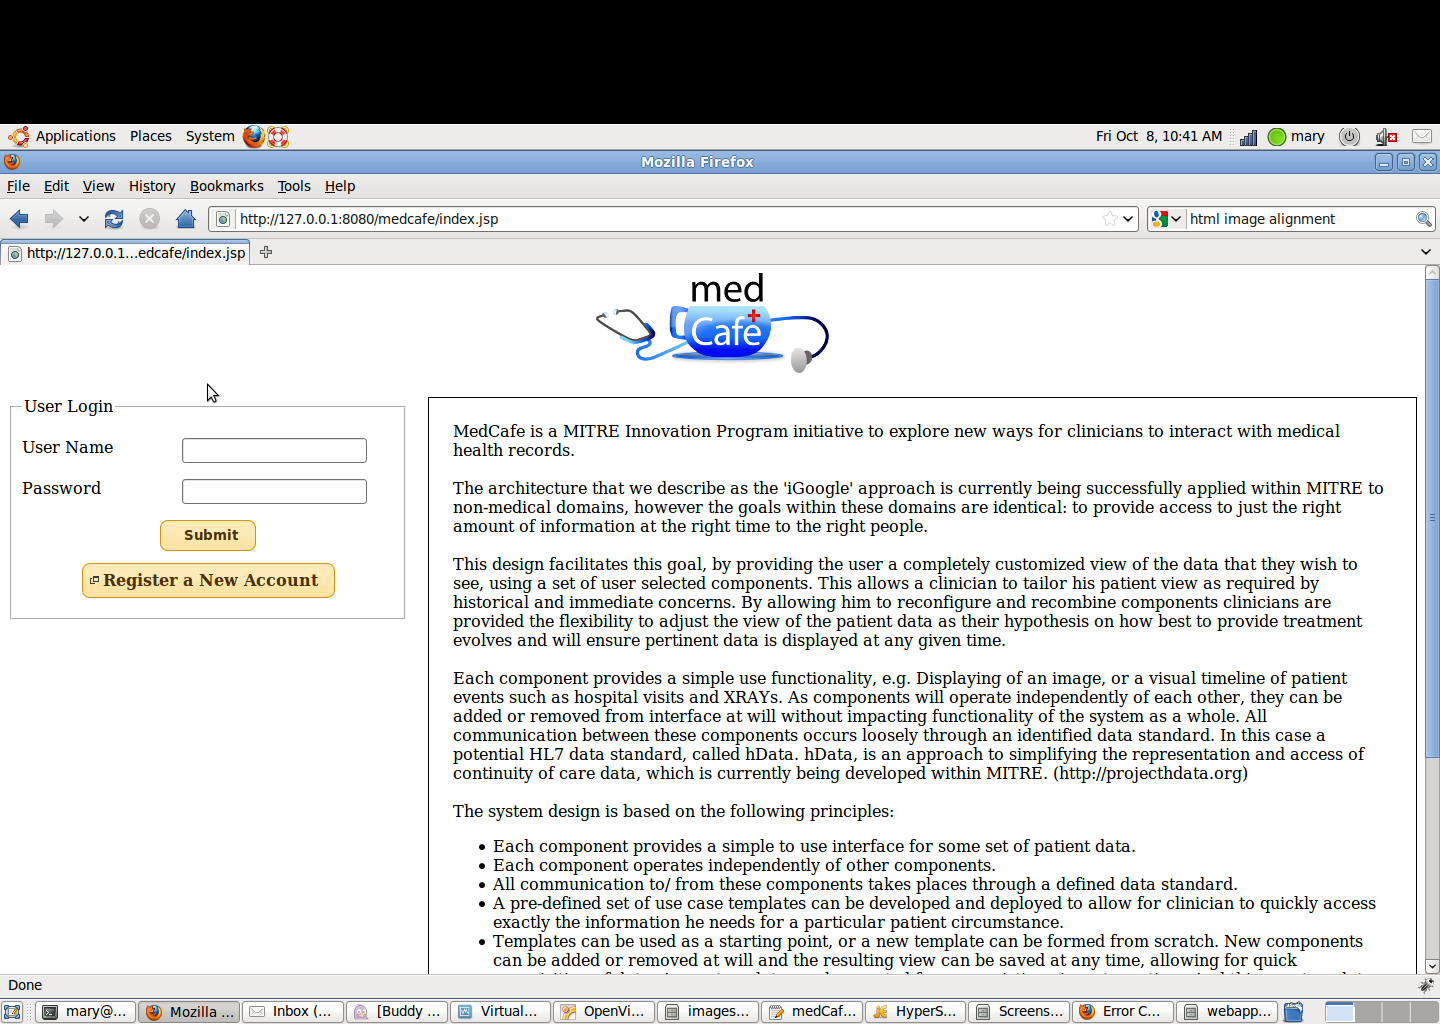 Applications Places System Fri Oct 8, 10:41 AM mary
Mozilla Firefox
File Edit View History Bookmarks Tools Help
http://127.0.0.1:8080/medcafe/index.jsp html image alignment
http://127.0.0.1...edcafe/index.jsp
med
Cafe
User Login
User Name
Password
Submit
Register a New Account
MedCafe is a MITRE Innovation Program initiative to explore new ways for clinicians to interact with medical
health records.
The architecture that we describe as the 'iGoogle' approach is currently being successfully applied within MITRE to
non-medical domains, however the goals within these domains are identical: to provide access to just the right
amount of information at the right time to the right people.
This design facilitates this goal, by providing the user a completely customized view of the data that they wish to
see, using a set of user selected components. This allows a clinician to tailor his patient view as required by
historical and immediate concerns. By allowing him to reconfigure and recombine components clinicians are
provided the flexibility to adjust the view of the patient data as their hypothesis on how best to provide treatment
evolves and will ensure pertinent data is displayed at any given time.
Each component provides a simple use functionality, e.g. Displaying of an image, or a visual timeline of patient
events such as hospital visits and XRAYs. As components will operate independently of each other, they can be
added or removed from interface at will without impacting functionality of the system as a whole. All
communication between these components occurs loosely through an identified data standard. In this case a
potential HL7 data standard, called hData. hData, is an approach to simplifying the representation and access of
continuity of care data, which is currently being developed within MITRE. (http://projecthdata.org)
The system design is based on the following principles:
• Each component provides a simple to use interface for some set of patient data.
• Each component operates independently of other components.
• All communication to/ from these components takes places through a defined data standard.
• A pre-defined set of use case templates can be developed and deployed to allow for clinician to quickly access
exactly the information he needs for a particular patient circumstance.
• Templates can be used as a starting point, or a new template can be formed from scratch. New components
can be added or removed at will and the resulting view can be saved at any time, allowing for quick
Done
mary@... Mozilla ... Inbox (... [Buddy ... Virtual... OpenVi... images... medCaf... HyperS... Screens... Error C... webapp...